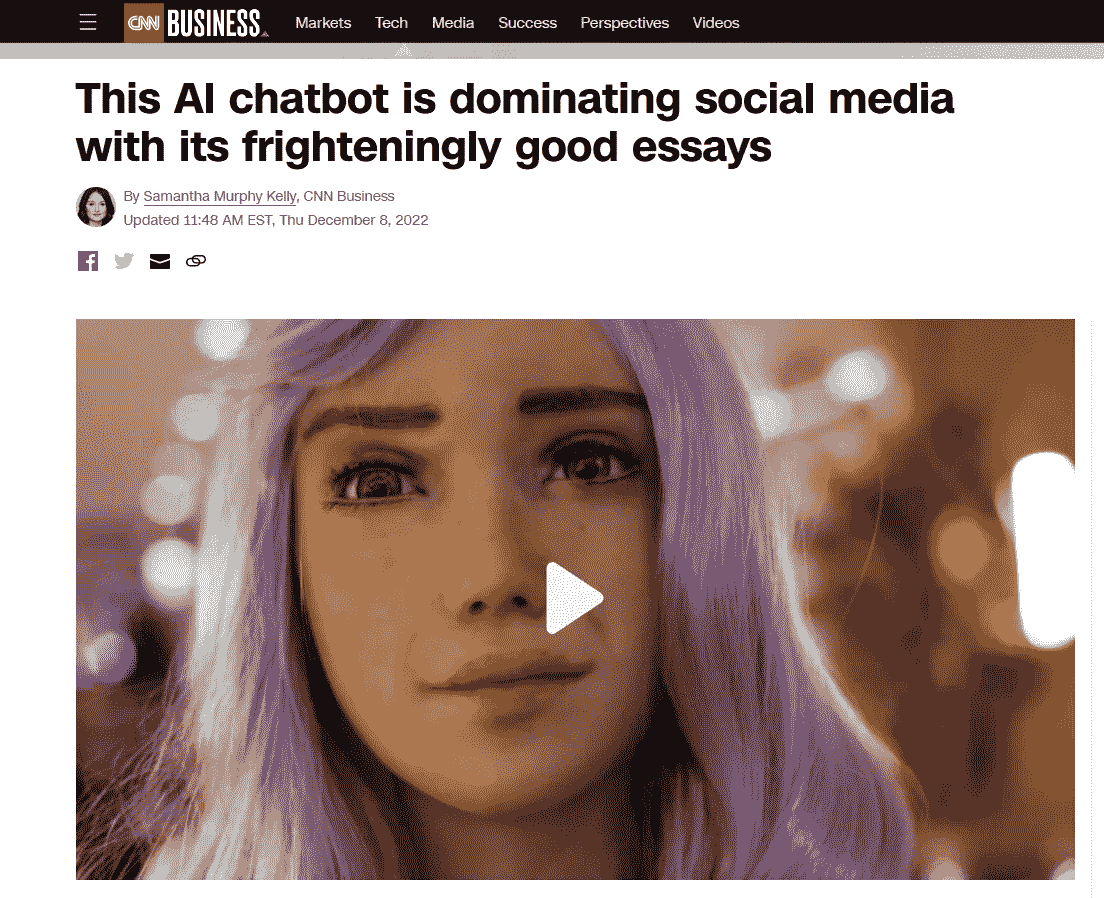 CNN BUSINESS Markets Tech Media Success Perspectives Videos
This AI chatbot is dominating social media
with its frighteningly good essays
By Samantha Murphy Kelly, CNN Business
Updated 11:48 AM EST, Thu December 8, 2022